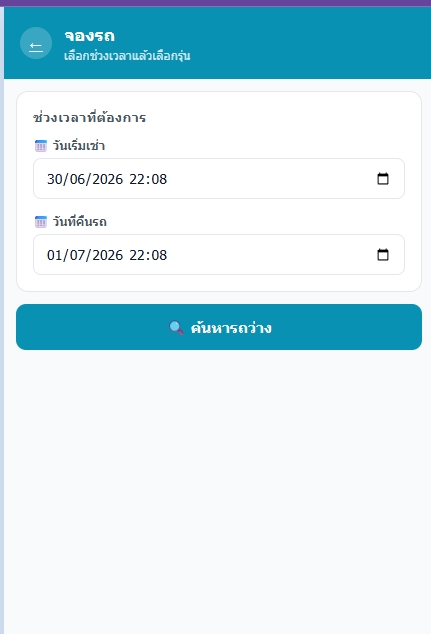 ←
จองรถ
เลือกช่วงเวลาแล้วเลือกรุ่น
ช่วงเวลาที่ต้องการ
วันเริ่มเช่า
30/06/2026 22:08
วันที่คืนรถ
01/07/2026 22:08
ค้นหารถว่าง